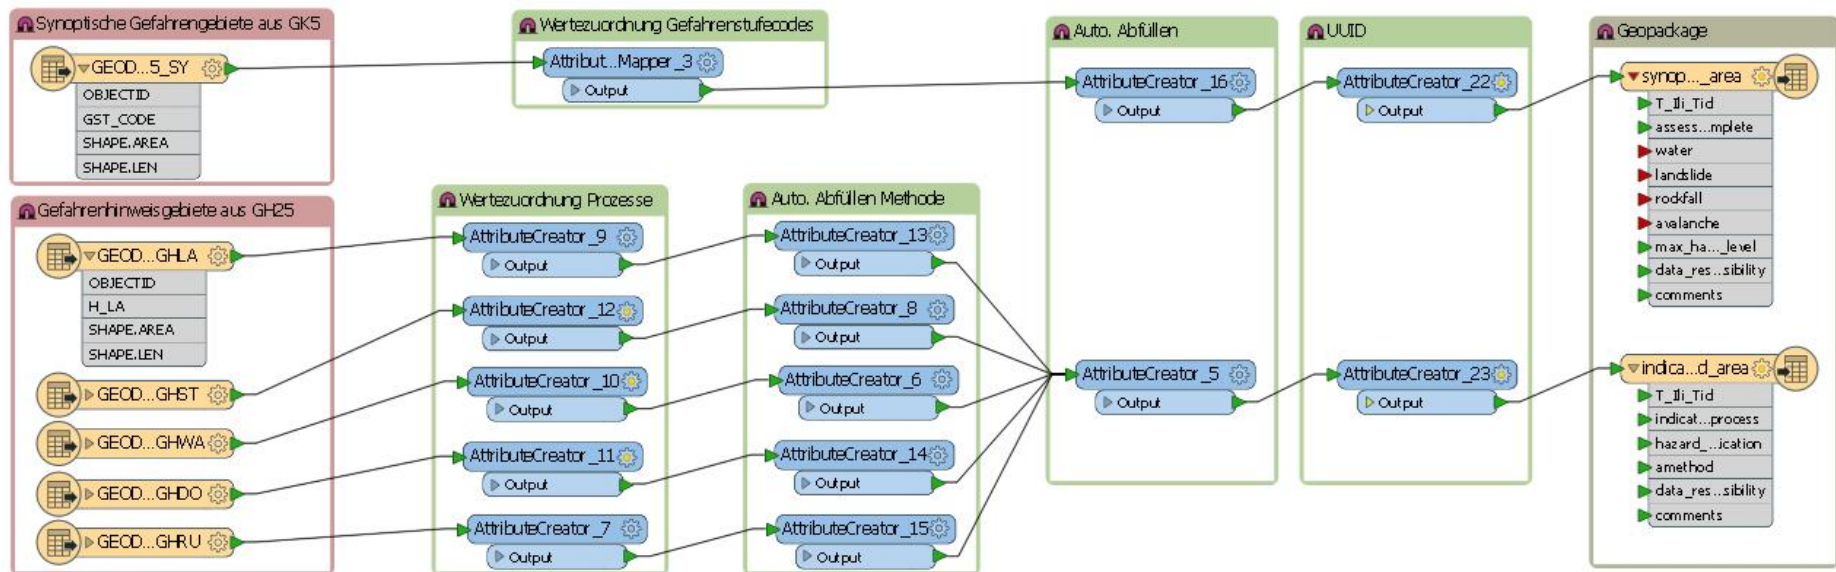 Synoptische Gefahrengebiete aus GK5
GEOD...5_SY
OBJECTID
GST_CODE
SHAPE.AREA
SHAPE.LEN
Wertezuordnung Gefahrenstufecodes
Attribut...Mapper_3
Output
Auto. Abfüllen
AttributeCreator_16
Output
UUID
AttributeCreator_22
Output
Geopackage
synop..._area
T_Ili_Tid
assess...mplete
water
landslide
rockfall
avalanche
max_ha..._level
data_res...sibility
comments
Gefahrenhinweisgebiete aus GH25
GEOD...GHLA
OBJECTID
H_LA
SHAPE.AREA
SHAPE.LEN
GEOD...GHST
GEOD...GHWA
GEOD...GHDO
GEOD...GHRU
Wertezuordnung Prozesse
AttributeCreator_9
Output
AttributeCreator_12
Output
AttributeCreator_10
Output
AttributeCreator_11
Output
AttributeCreator_7
Output
Auto. Abfüllen Methode
AttributeCreator_13
Output
AttributeCreator_8
Output
AttributeCreator_6
Output
AttributeCreator_14
Output
AttributeCreator_15
Output
AttributeCreator_5
Output
AttributeCreator_23
Output
indica...d_area
T_Ili_Tid
indicat...process
hazard_...ication
amethod
data_res...sibility
comments